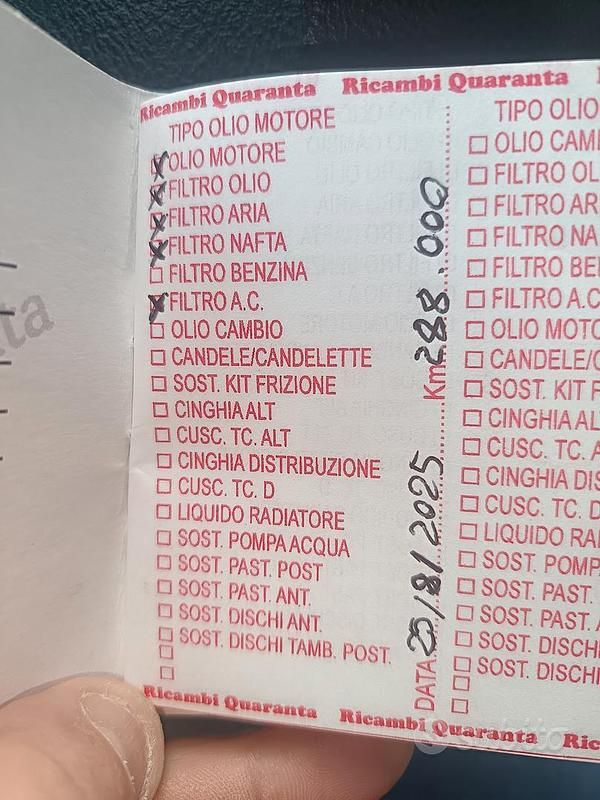 Ricambi Quaranta Ricambi Quaranta
TIPO OLIO MOTORE
OLIO MOTORE
FILTRO OLIO
FILTRO ARIA
FILTRO NAFTA
FILTRO BENZINA
FILTRO A.C.
OLIO CAMBIO
CANDELE/CANDELETTE
SOST. KIT FRIZIONE
CINGHIA ALT
CUSC. TC. ALT
CINGHIA DISTRIBUZIONE
CUSC. TC. D
LIQUIDO RADIATORE
SOST. POMPA ACQUA
SOST. PAST. POST
SOST. PAST. ANT.
SOST. DISCHI ANT.
SOST. DISCHI TAMB. POST.
DATA 25/8/2025 Km 288.000
TIPO OLIO
OLIO CAMB
FILTRO OL
FILTRO AR
FILTRO NA
FILTRO BE
FILTRO A.C
OLIO MOTO
CANDELE/C
SOST. KIT F
CINGHIA AL
CUSC. TC. A
CINGHIA DIS
CUSC. TC. D
LIQUIDO RA
SOST. POMP
SOST. PAST.
SOST. PAST.
SOST. DISCHI
SOST. DISCHI
Ricambi Quaranta Ricambi Quaranta Ric
subito